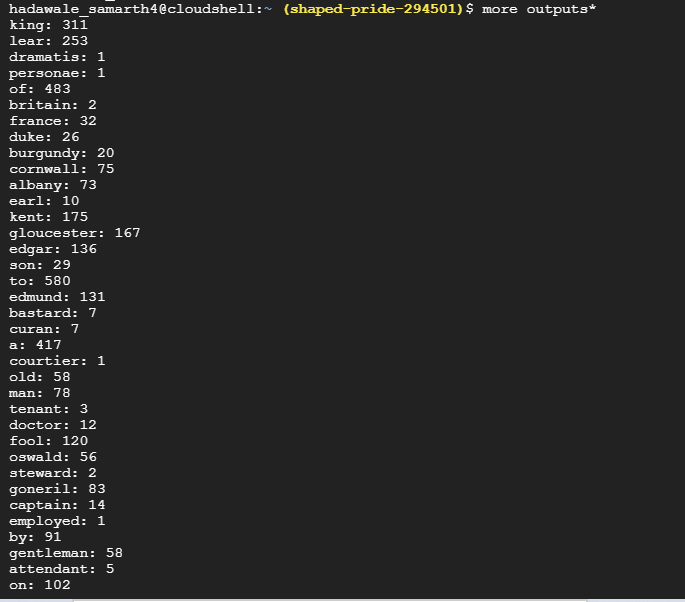 hadawale_samarth4@cloudshell:~ (shaped-pride-294501)$ more outputs*
king: 311
lear: 253
dramatis: 1
personae: 1
of: 483
britain: 2
france: 32
duke: 26
burgundy: 20
cornwall: 75
albany: 73
earl: 10
kent: 175
gloucester: 167
edgar: 136
son: 29
to: 580
edmund: 131
bastard: 7
curan: 7
a: 417
courtier: 1
old: 58
man: 78
tenant: 3
doctor: 12
fool: 120
oswald: 56
steward: 2
goneril: 83
captain: 14
employed: 1
by: 91
gentleman: 58
attendant: 5
on: 102